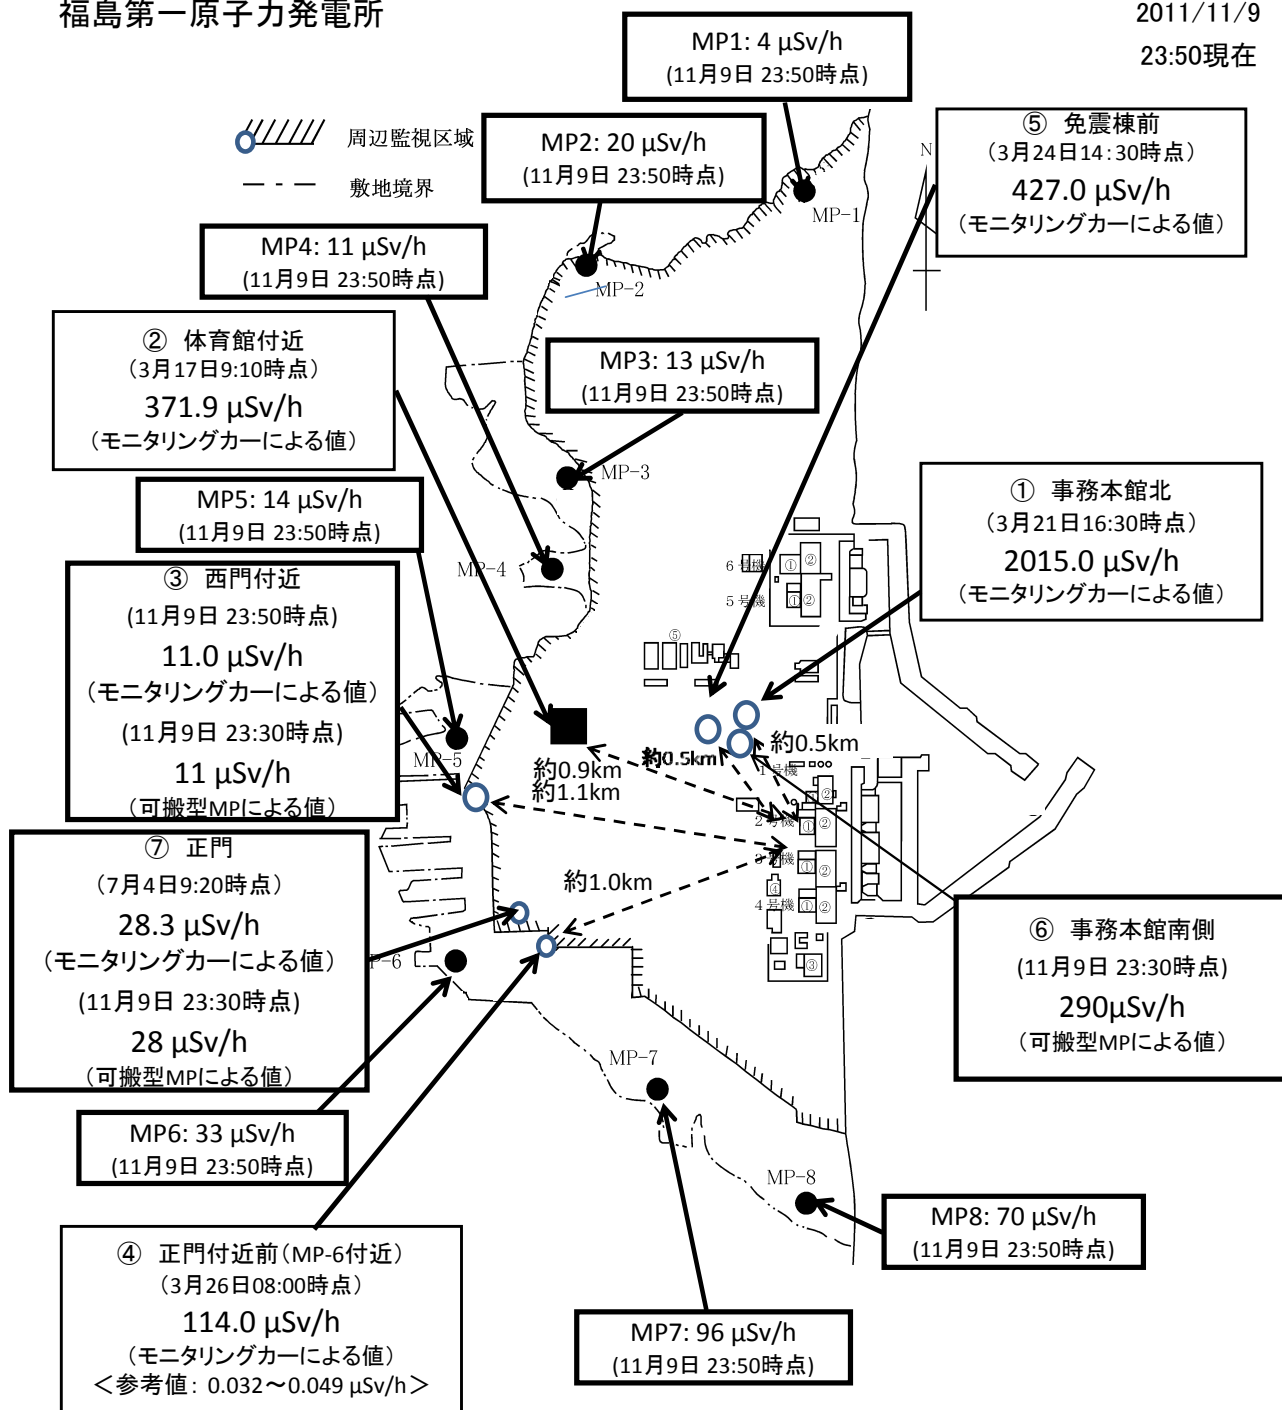 福島第一原子力発電所
2011/11/9
23:50現在
MP1: 4 μSv/h
(11月9日 23:50時点)
周辺監視区域
敷地境界
MP2: 20 μSv/h
(11月9日 23:50時点)
⑤ 免震棟前
(3月24日14:30時点)
427.0 μSv/h
(モニタリングカーによる値)
N
MP-1
MP4: 11 μSv/h
(11月9日 23:50時点)
MP-2
② 体育館付近
(3月17日9:10時点)
371.9 μSv/h
(モニタリングカーによる値)
MP3: 13 μSv/h
(11月9日 23:50時点)
MP-3
MP5: 14 μSv/h
(11月9日 23:50時点)
① 事務本館北
(3月21日16:30時点)
2015.0 μSv/h
(モニタリングカーによる値)
MP-4
６号機
① ②
５号機
① ②
③ 西門付近
(11月9日 23:50時点)
11.0 μSv/h
(モニタリングカーによる値)
(11月9日 23:30時点)
11 μSv/h
(可搬型MPによる値)
⑤
MP-5
約0.9km
約1.1km
約0.5km
約0.5km
１号機
②
２号機
① ②
３号機
① ②
④
４号機
① ②
③
約1.0km
⑦ 正門
(7月4日9:20時点)
28.3 μSv/h
(モニタリングカーによる値)
(11月9日 23:30時点)
28 μSv/h
(可搬型MPによる値)
P-6
⑥ 事務本館南側
(11月9日 23:30時点)
290μSv/h
(可搬型MPによる値)
MP-7
MP6: 33 μSv/h
(11月9日 23:50時点)
MP-8
MP8: 70 μSv/h
(11月9日 23:50時点)
④ 正門付近前(MP-6付近)
(3月26日08:00時点)
114.0 μSv/h
(モニタリングカーによる値)
＜参考値: 0.032～0.049 μSv/h＞
MP7: 96 μSv/h
(11月9日 23:50時点)